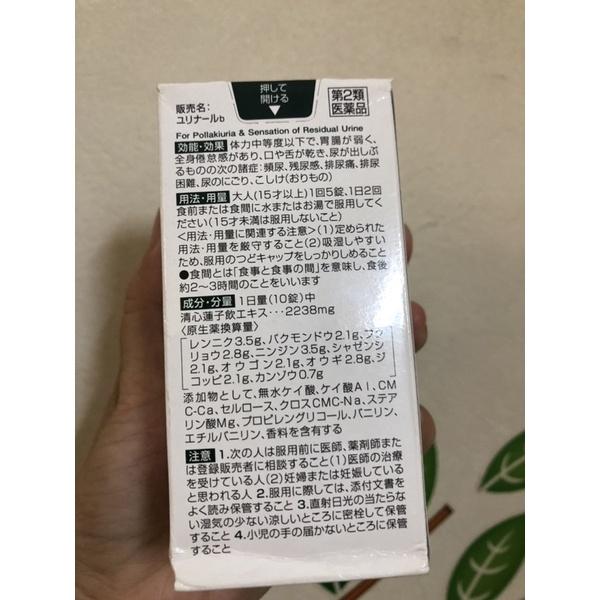 押して
開ける
第2類
医薬品
販売名:
ユリナールb
For Pollakiuria & Sensation of Residual Urine
効能・効果 体力中等度以下で、胃腸が弱く、
全身倦怠感があり、口や舌が乾き、尿が出しぶ
るものの次の諸症:頻尿、残尿感、排尿痛、排尿
困難、尿のにごり、こしけ(おりもの)
用法・用量 大人(15才以上)1回5錠、1日2回
食前または食間に水またはお湯で服用してく
ださい(15才未満は服用しないこと)
〈用法・用量に関連する注意〉(1)定められた
用法・用量を厳守すること(2)吸湿しやすい
ため、服用のつどキャップをしっかりしめること
●食間とは「食事と食事の間」を意味し、食後
約2~3時間のことをいいます
成分・分量 1日量(10錠)中
清心蓮子飲エキス…2238mg
〈原生薬換算量〉
レンニク3.5g、バクモンドウ2.1g、ブク
リョウ2.8g、ニンジン3.5g、シャゼンシ
2.1g、オウゴン2.1g、オウギ2.8g、ジ
コッピ2.1g、カンゾウ0.7g
添加物として、無水ケイ酸、ケイ酸Al、CM
C-Ca、セルロース、クロスCMC-Na、ステア
リン酸Mg、プロピレングリコール、バニリン、
エチルバニリン、香料を含有する
注意 1.次の人は服用前に医師、薬剤師また
は登録販売者に相談すること(1)医師の治療
を受けている人(2)妊婦または妊娠している
と思われる人 2.服用に際しては、添付文書を
よく読み保管すること 3.直射日光の当たらな
い湿気の少ない涼しいところに密栓して保管
すること 4.小児の手の届かないところに保管
すること